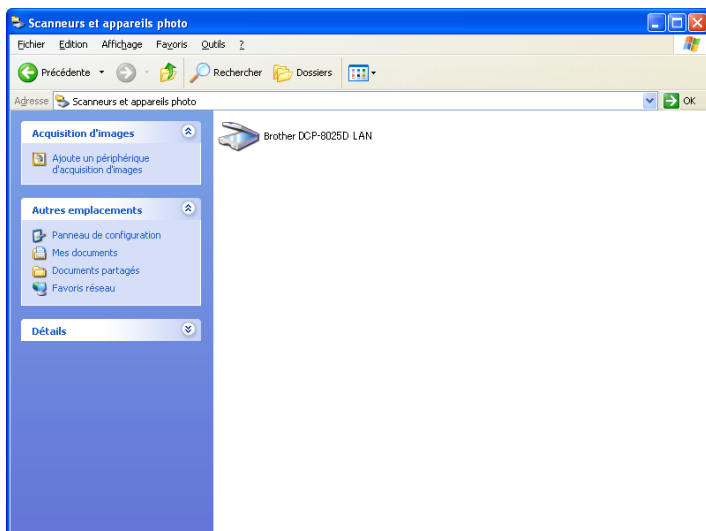 Scanneurs et appareils photo
Fichier Edition Affichage Favoris Outils ?
Précédente Rechercher Dossiers
Adresse Scanneurs et appareils photo OK
Acquisition d'images
Ajoute un périphérique
d'acquisition d'images
Autres emplacements
Panneau de configuration
Mes documents
Documents partagés
Favoris réseau
Détails
Brother DCP-8025D LAN